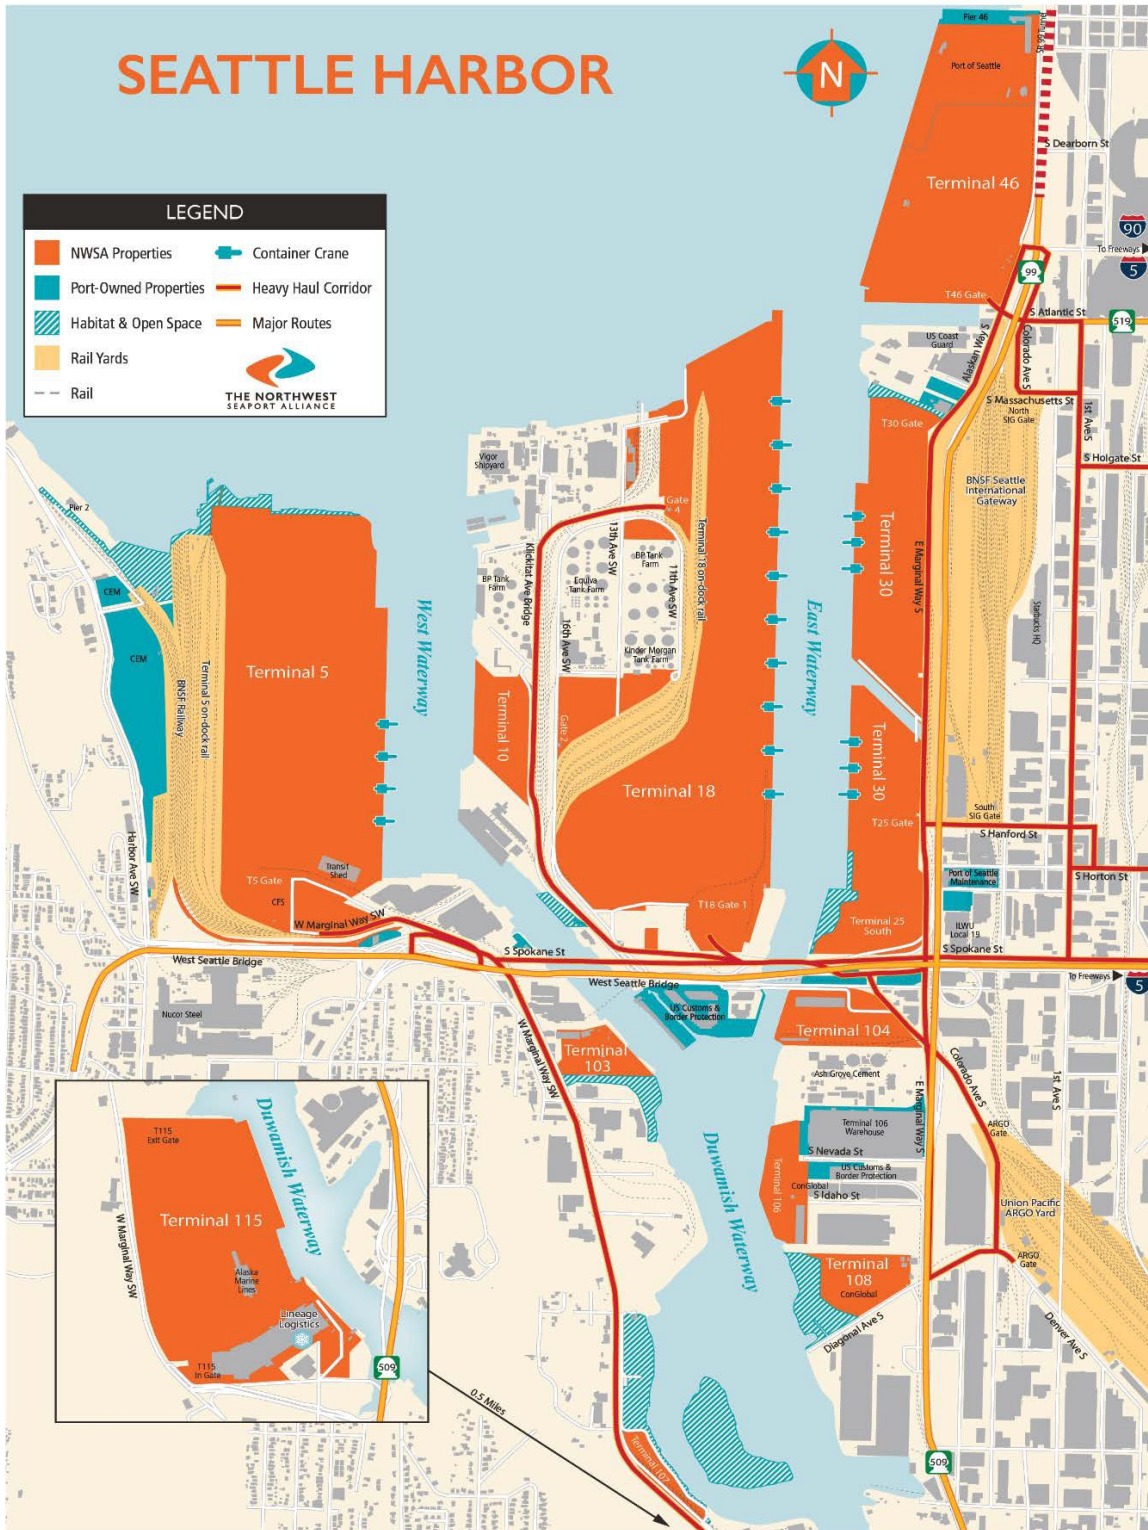 SEATTLE HARBOR
N
LEGEND
NWSA Properties
Container Crane
Port-Owned Properties
Heavy Haul Corridor
Habitat & Open Space
Major Routes
Rail Yards
Rail
THE NORTHWEST
SEAPORT ALLIANCE
Pier 46
Port of Seattle
Terminal 46
S Dearborn St
90
To Freeways
5
99
T46 Gate
S Atlantic St
519
US Coast
Guard
Alaskan Way S
Colorado Ave S
S Massachusetts St
North
SIG Gate
1st Ave S
S Holgate St
T30 Gate
BNSF Seattle
International
Gateway
Terminal 30
E Marginal Way S
Starbucks HQ
Terminal 30
T25 Gate
South
SIG Gate
S Hanford St
Port of Seattle
Maintenance
S Horton St
ILWU
Local 19
Terminal 25
South
S Spokane St
To Freeways
5
Vigor
Shipyard
Gate
4
13th Ave SW
Klickitat Ave Bridge
BP Tank
Farm
Equiva
Tank Farm
BP Tank
Farm
11th Ave SW
Terminal 18 on-dock rail
16th Ave SW
Kinder Morgan
Tank Farm
Terminal 10
Gate 2
Terminal 18
T18 Gate 1
East Waterway
West Waterway
Pier 2
CEM
CEM
BNSF Railway
Terminal 5 on-dock rail
Terminal 5
Harbor Ave SW
Transit
Shed
T5 Gate
CFS
W Marginal Way SW
West Seattle Bridge
S Spokane St
West Seattle Bridge
Nucor Steel
US Customs &
Border Protection
W Marginal Way SW
Terminal
103
Terminal 104
Ash Grove Cement
Colorado Ave S
1st Ave S
E Marginal Way S
Terminal 106
Warehouse
ARGO
Gate
S Nevada St
US Customs &
Border Protection
ConGlobal
S Idaho St
Terminal 106
Union Pacific
ARGO Yard
Duwamish Waterway
Terminal
108
ConGlobal
ARGO
Gate
Diagonal Ave S
Denver Ave S
509
Terminal 107
0.5 Miles
T115
Exit Gate
Duwamish Waterway
Terminal 115
W Marginal Way SW
Alaska
Marine
Lines
Lineage
Logistics
T115
In Gate
509